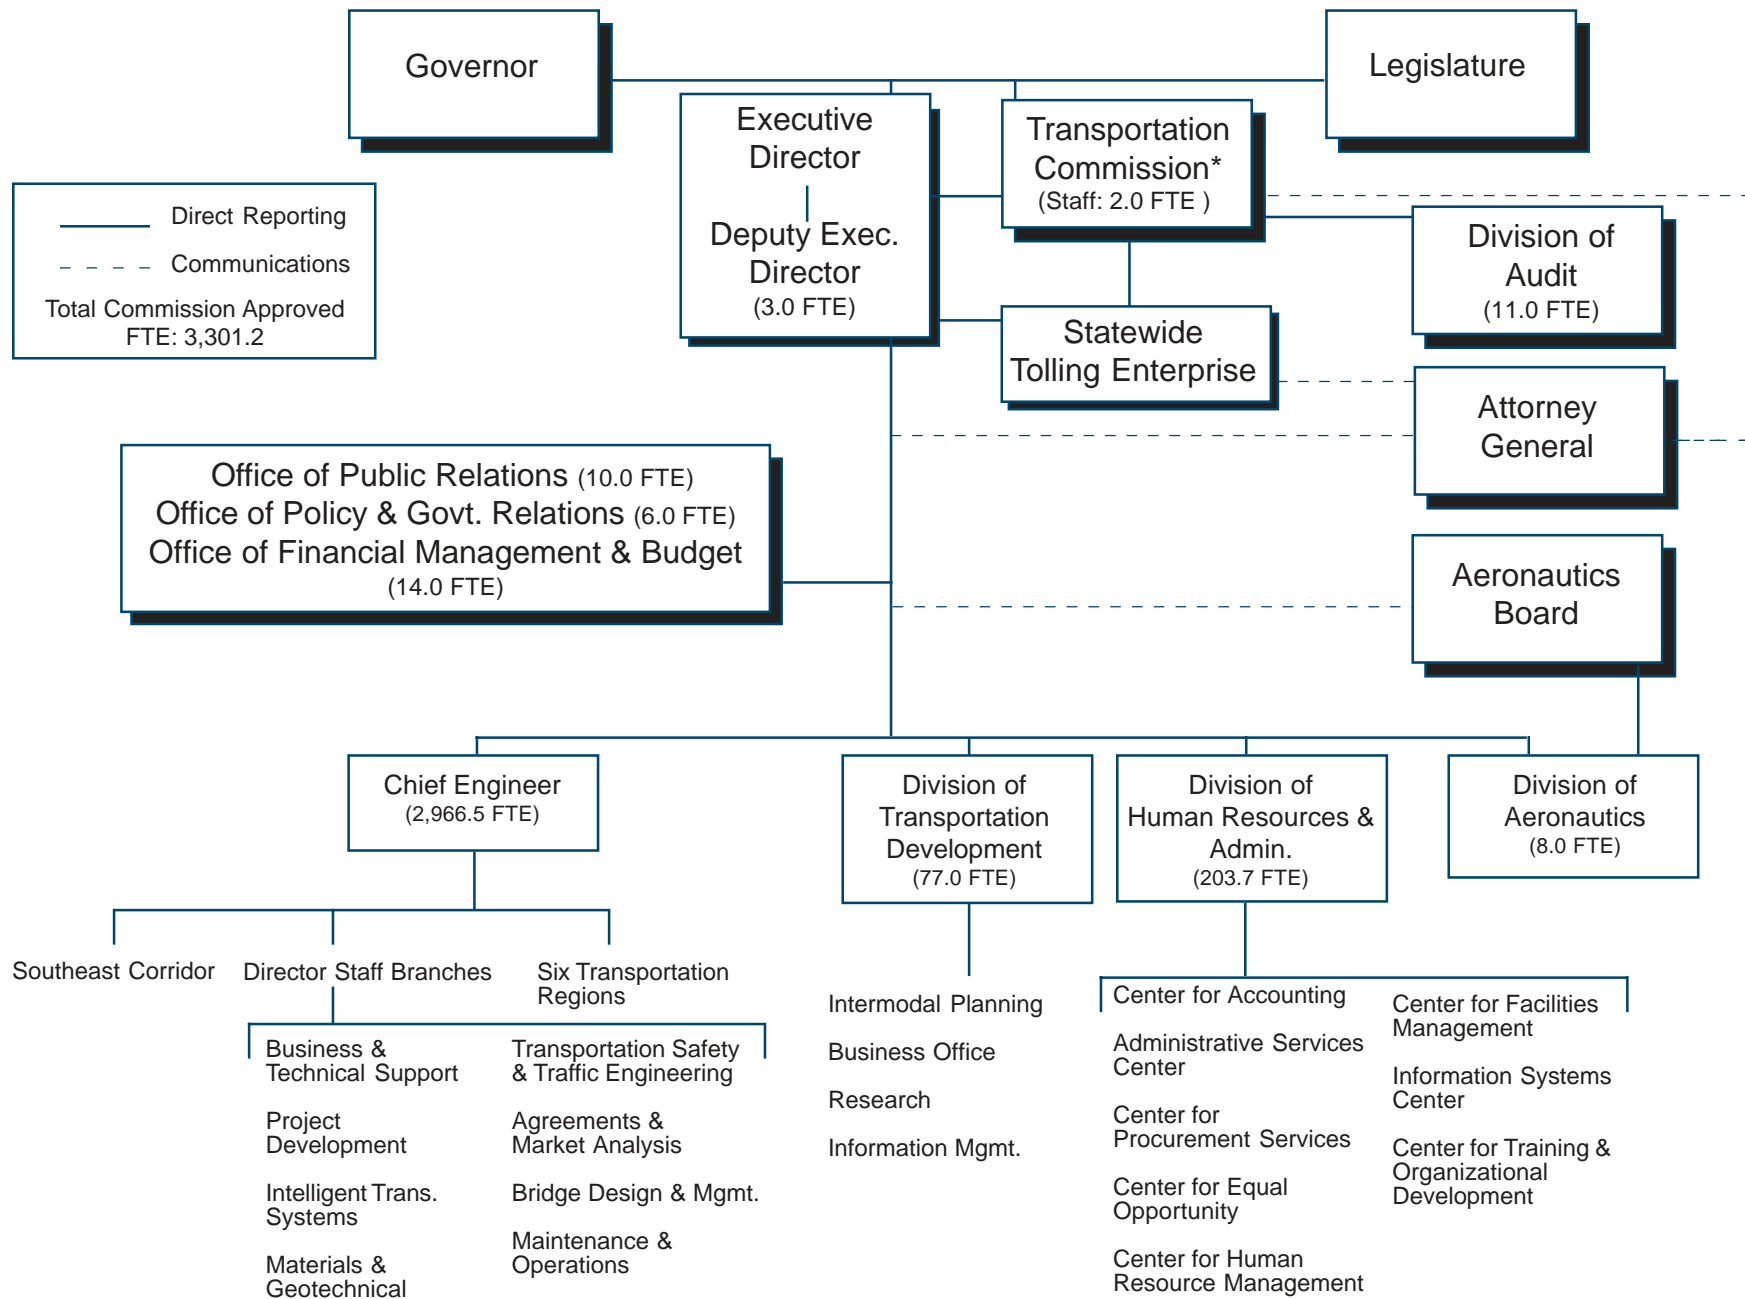 Governor
Legislature
Executive
Director
Deputy Exec.
Director
(3.0 FTE)
Transportation
Commission*
(Staff: 2.0 FTE )
Direct Reporting
Communications
Total Commission Approved
FTE: 3,301.2
Division of
Audit
(11.0 FTE)
Statewide
Tolling Enterprise
Attorney
General
Office of Public Relations (10.0 FTE)
Office of Policy & Govt. Relations (6.0 FTE)
Office of Financial Management & Budget
(14.0 FTE)
Aeronautics
Board
Chief Engineer
(2,966.5 FTE)
Division of
Transportation
Development
(77.0 FTE)
Division of
Human Resources &
Admin.
(203.7 FTE)
Division of
Aeronautics
(8.0 FTE)
Southeast Corridor
Director Staff Branches
Six Transportation
Regions
Business &
Technical Support
Project
Development
Intelligent Trans.
Systems
Materials &
Geotechnical
Transportation Safety
& Traffic Engineering
Agreements &
Market Analysis
Bridge Design & Mgmt.
Maintenance &
Operations
Intermodal Planning
Business Office
Research
Information Mgmt.
Center for Accounting
Administrative Services
Center
Center for
Procurement Services
Center for Equal
Opportunity
Center for Human
Resource Management
Center for Facilities
Management
Information Systems
Center
Center for Training &
Organizational
Development